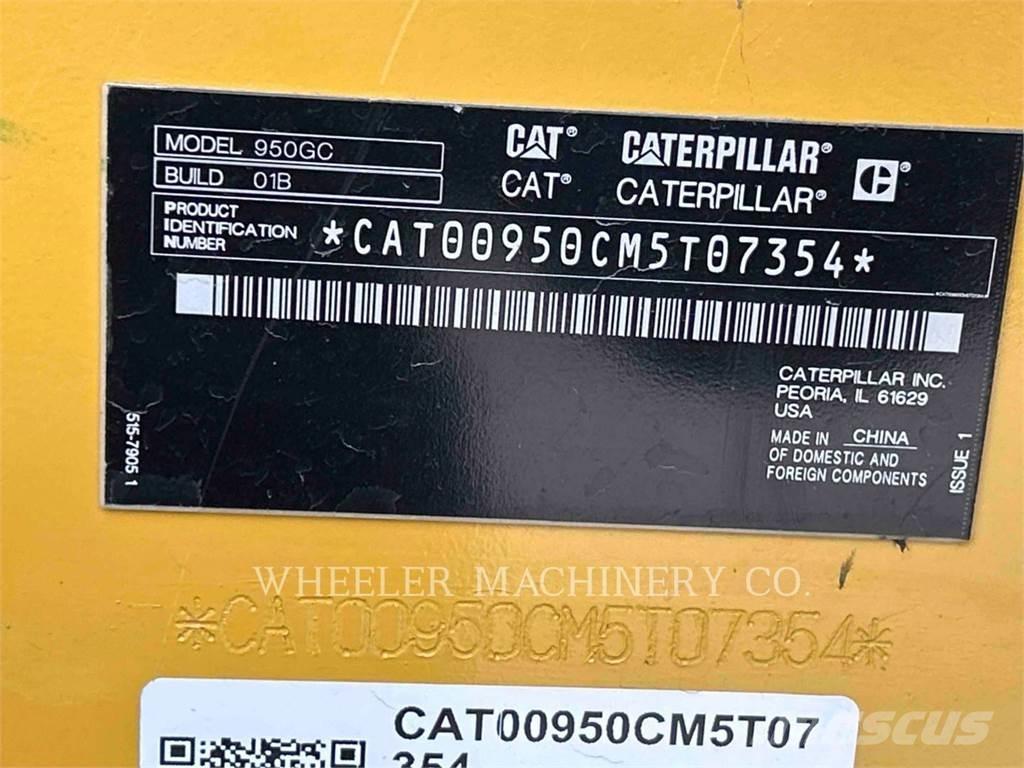 MODEL 950GC
BUILD 01B
CAT® CATERPILLAR®
CAT® CATERPILLAR®
PRODUCT
IDENTIFICATION
NUMBER
*CAT00950CM5T07354*
CATERPILLAR INC.
PEORIA, IL 61629
USA
MADE IN CHINA
OF DOMESTIC AND
FOREIGN COMPONENTS
515-7905 1
ISSUE 1
WHEELER MACHINERY CO.
*CAT00950CM5T07354*
CAT00950CM5T07
354
ASCUS